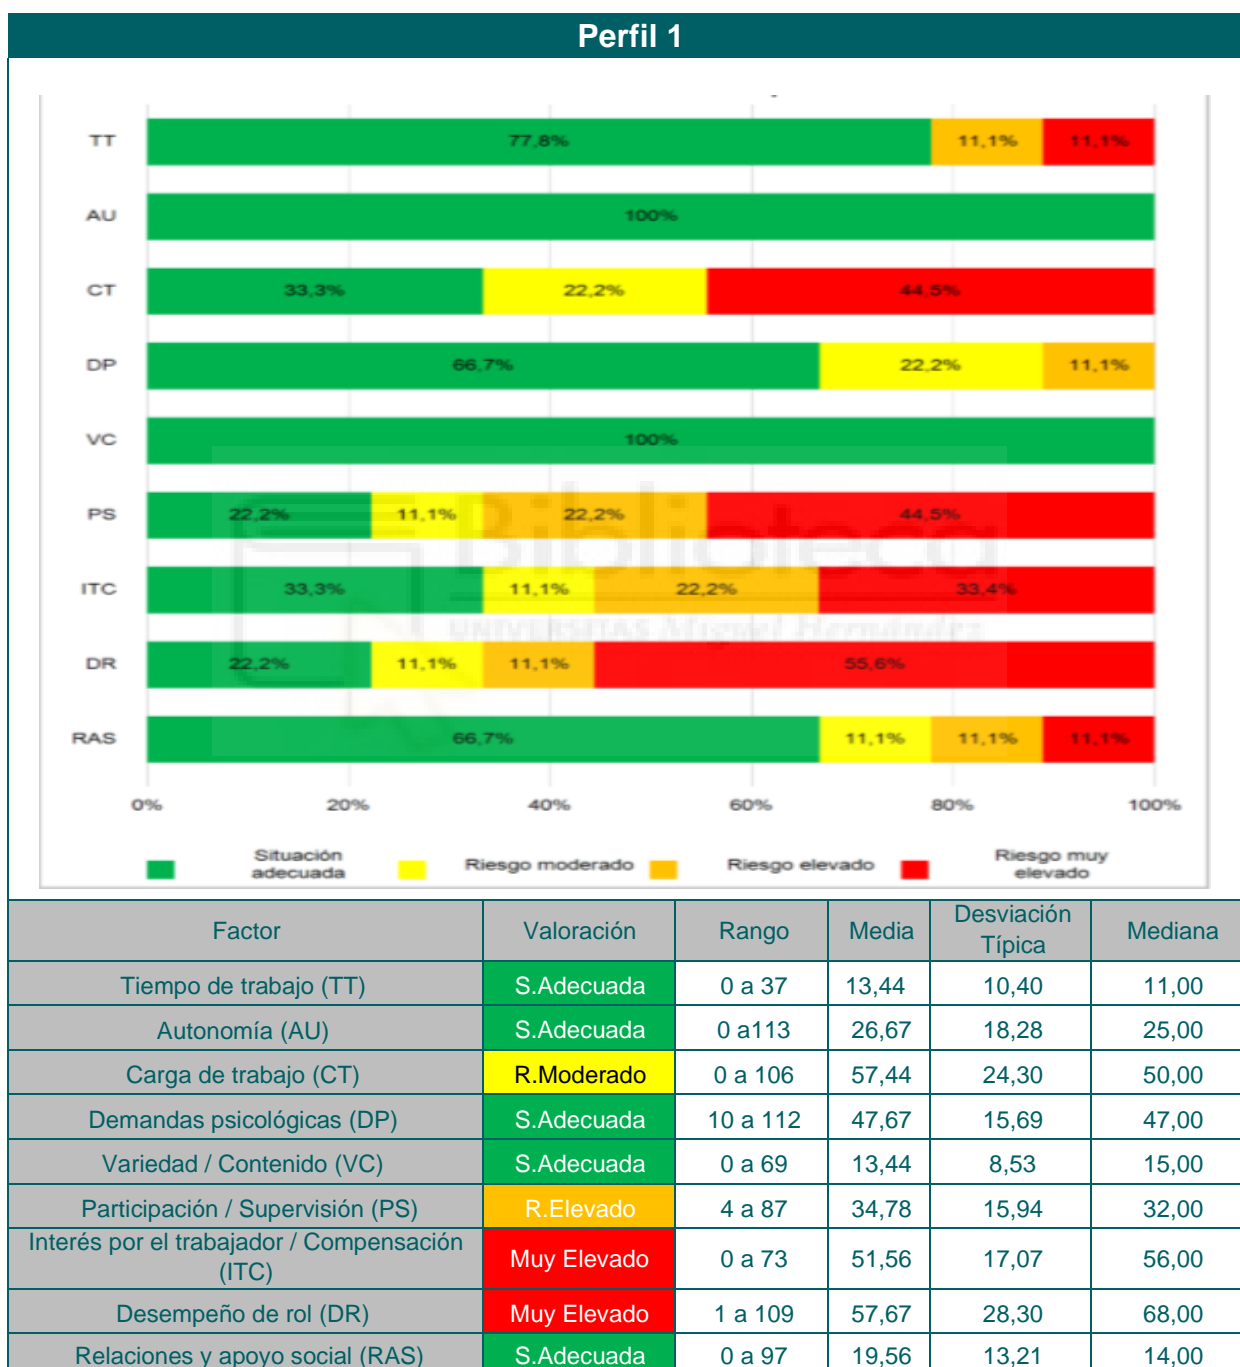 Perfil 1
TT 77,8% 11,1% 11,1%
AU 100%
CT 33,3% 22,2% 44,5%
DP 66,7% 22,2% 11,1%
VC 100%
PS 22,2% 11,1% 22,2% 44,5%
Biblioteca
ITC 33,3% 11,1% 22,2% 33,4%
UNIVERSITAS Miguel Hernández
DR 22,2% 11,1% 11,1% 55,6%
RAS 66,7% 11,1% 11,1% 11,1%
0% 20% 40% 60% 80% 100%
Situación adecuada
Riesgo moderado
Riesgo elevado
Riesgo muy elevado
Factor Valoración Rango Media Desviación Típica Mediana
Tiempo de trabajo (TT) S.Adecuada 0 a 37 13,44 10,40 11,00
Autonomía (AU) S.Adecuada 0 a113 26,67 18,28 25,00
Carga de trabajo (CT) R.Moderado 0 a 106 57,44 24,30 50,00
Demandas psicológicas (DP) S.Adecuada 10 a 112 47,67 15,69 47,00
Variedad / Contenido (VC) S.Adecuada 0 a 69 13,44 8,53 15,00
Participación / Supervisión (PS) R.Elevado 4 a 87 34,78 15,94 32,00
Interés por el trabajador / Compensación (ITC) Muy Elevado 0 a 73 51,56 17,07 56,00
Desempeño de rol (DR) Muy Elevado 1 a 109 57,67 28,30 68,00
Relaciones y apoyo social (RAS) S.Adecuada 0 a 97 19,56 13,21 14,00